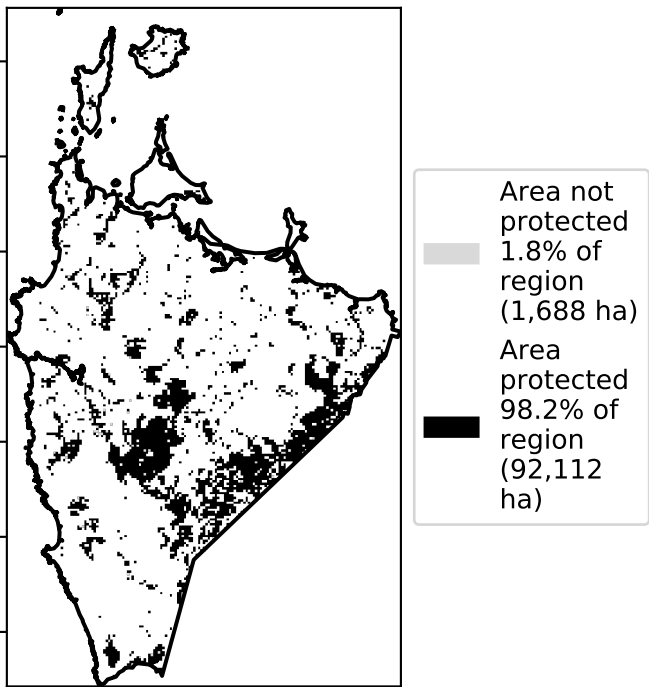 Area not
protected
1.8% of
region
(1,688 ha)
Area
protected
98.2% of
region
(92,112
ha)